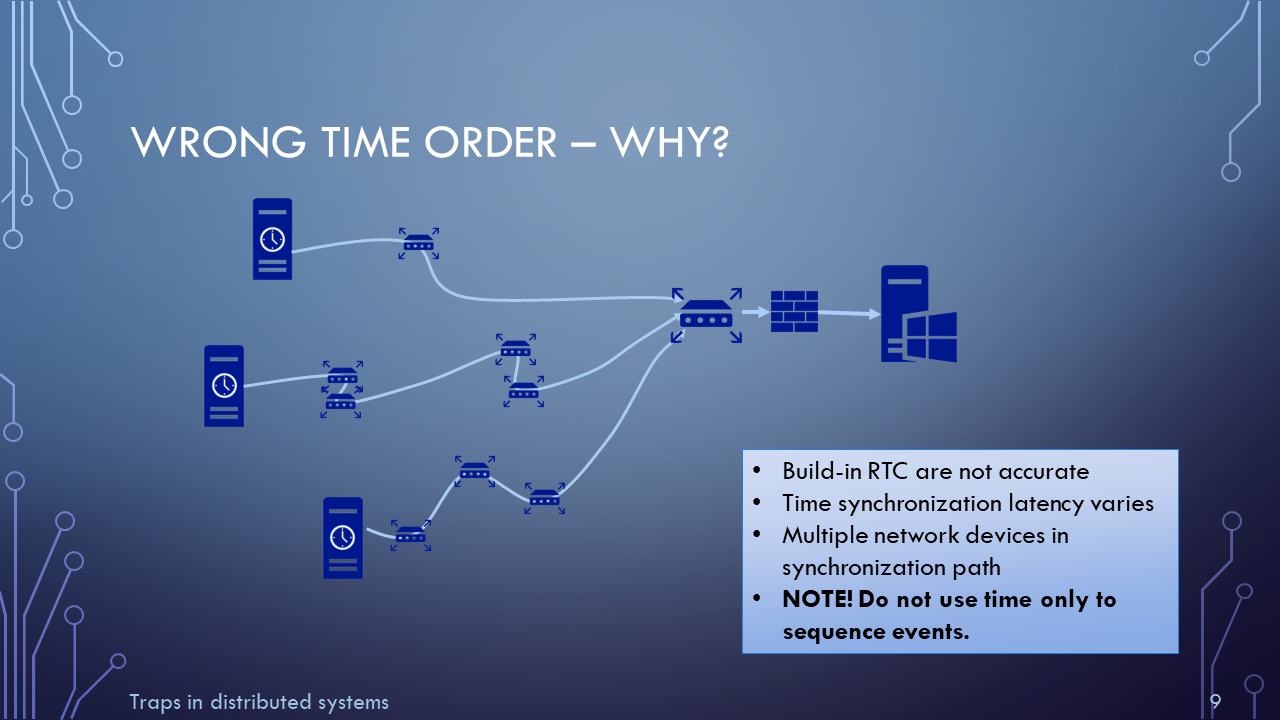 WRONG TIME ORDER – WHY?
• Build-in RTC are not accurate
• Time synchronization latency varies
• Multiple network devices in
synchronization path
• NOTE! Do not use time only to
sequence events.
Traps in distributed systems
9